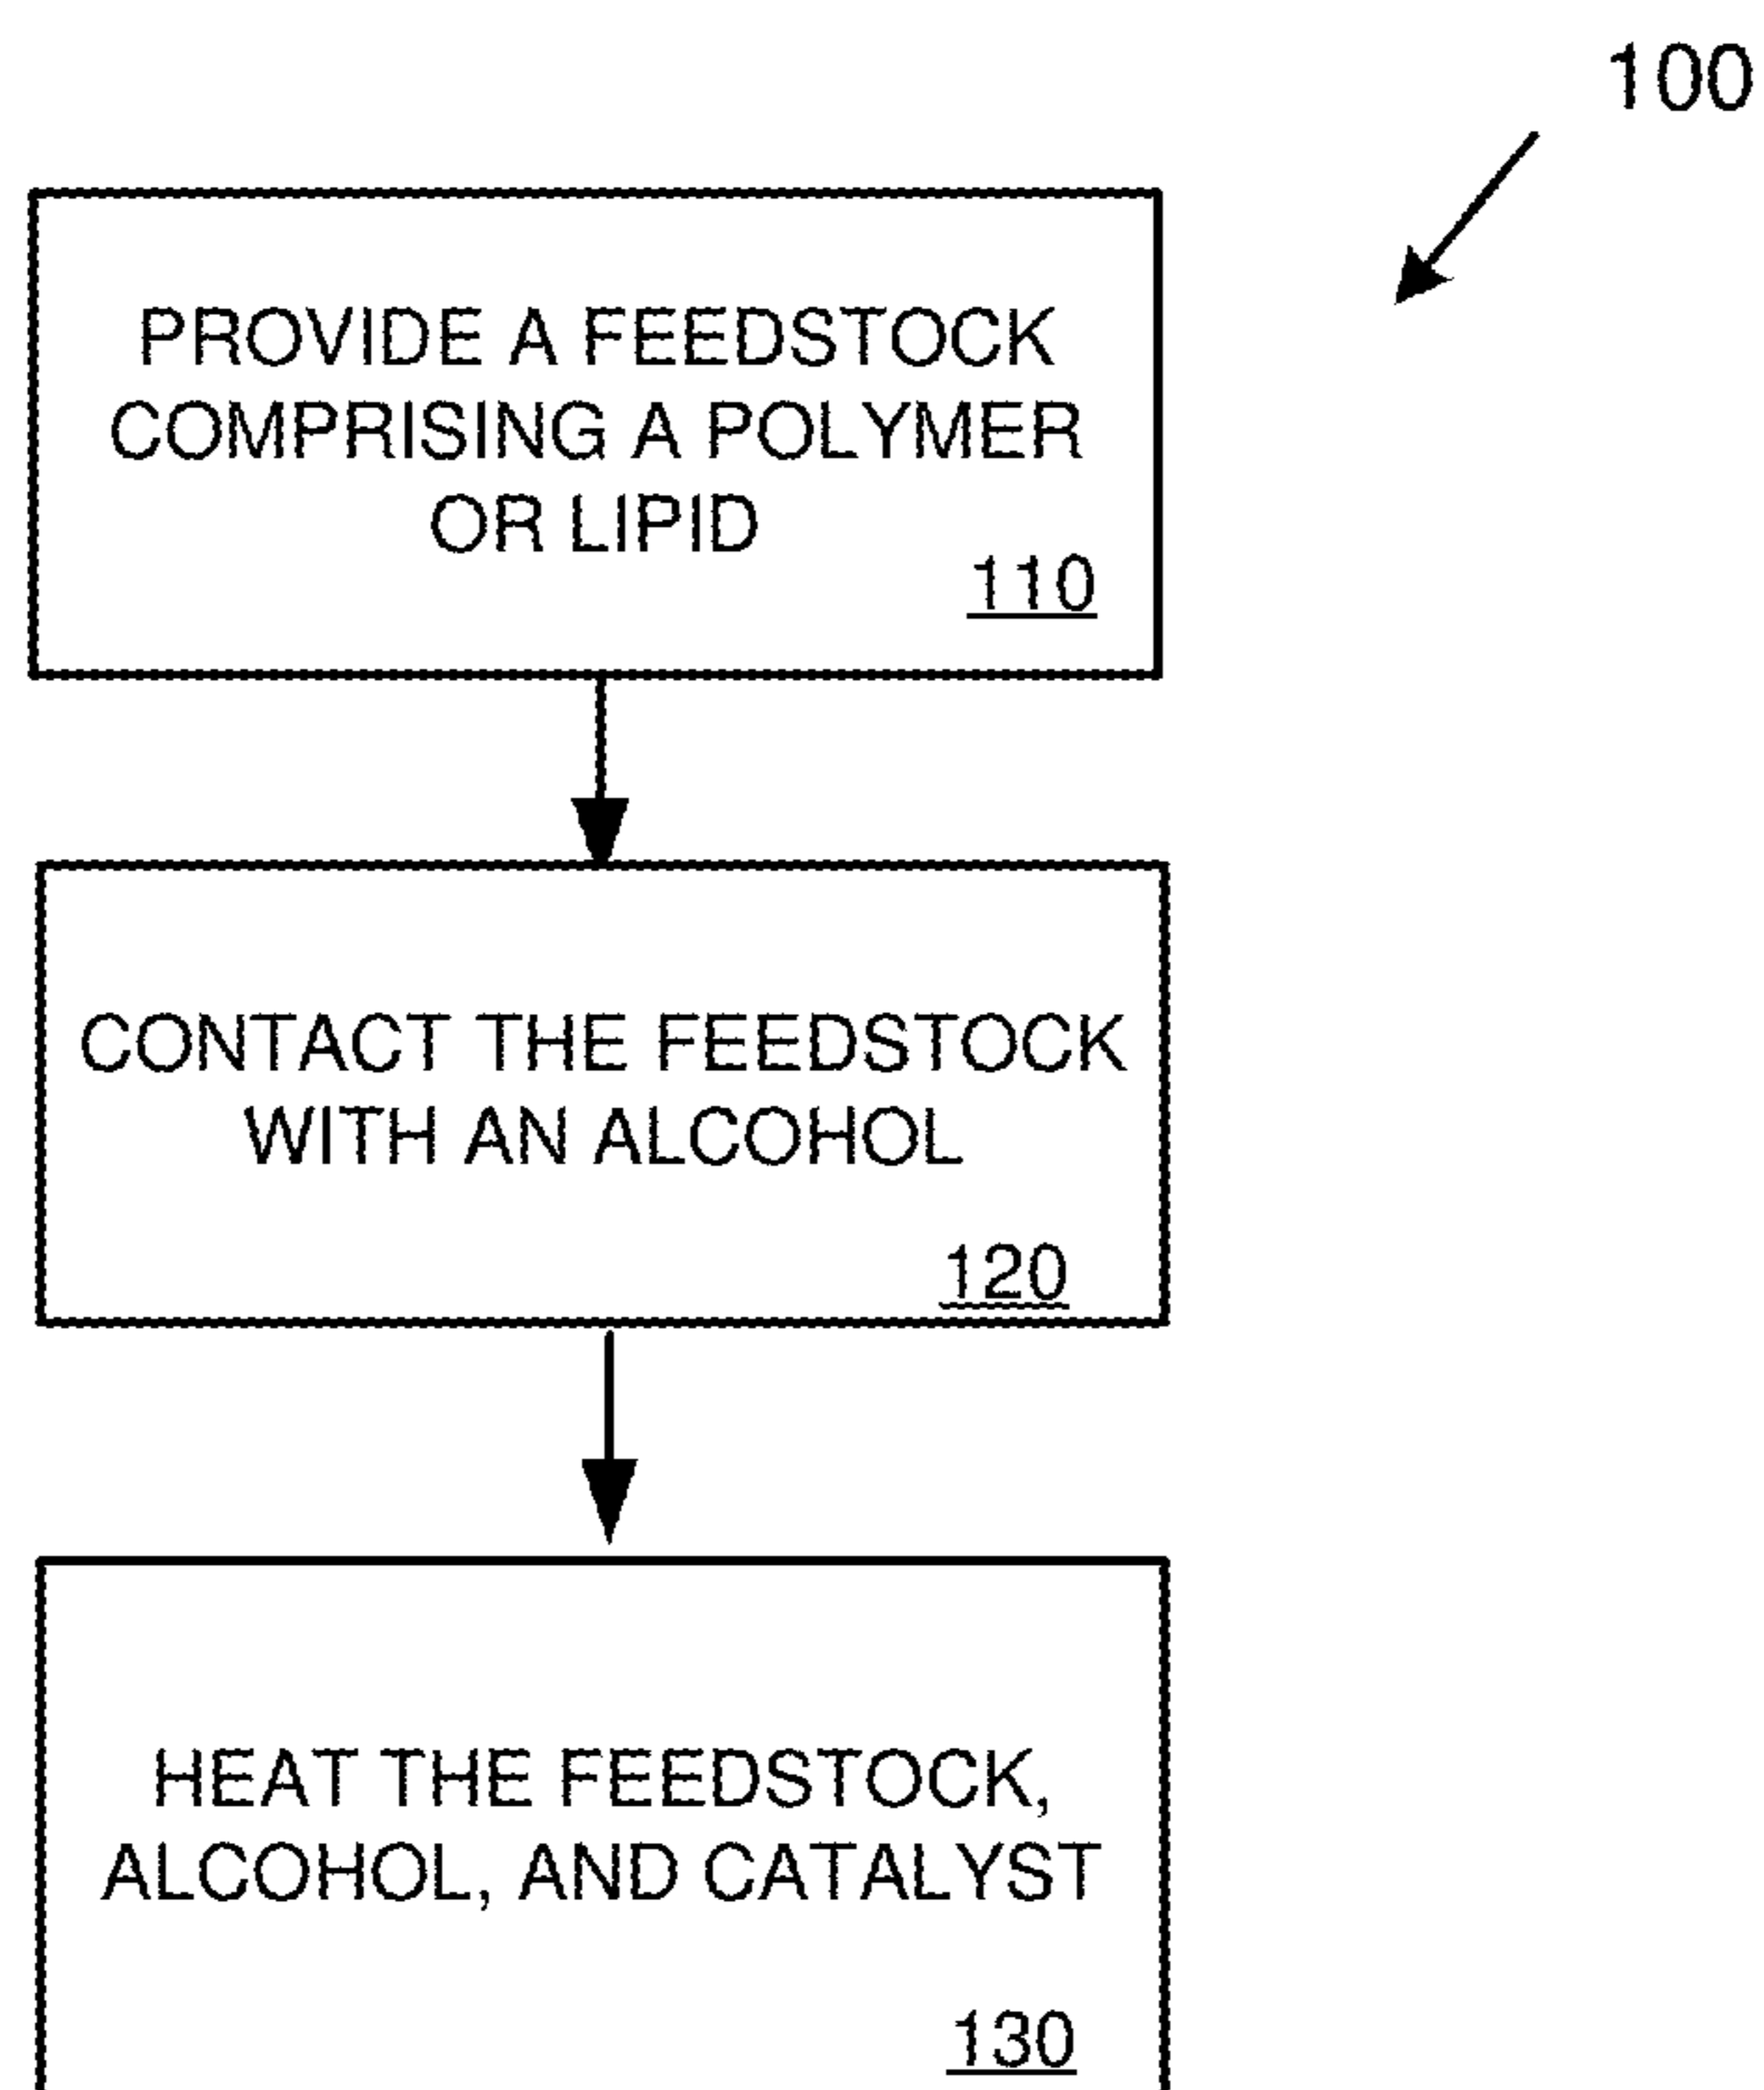 100
PROVIDE A FEEDSTOCK
COMPRISING A POLYMER
OR LIPID
110
CONTACT THE FEEDSTOCK
WITH AN ALCOHOL
120
HEAT THE FEEDSTOCK,
ALCOHOL, AND CATALYST
130